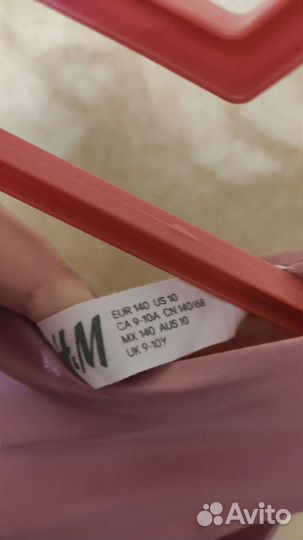 H&M
EUR 140 US 10
CA 9-10A CN 140/68
MX 140 AUS 10
UK 9-10Y
Avito